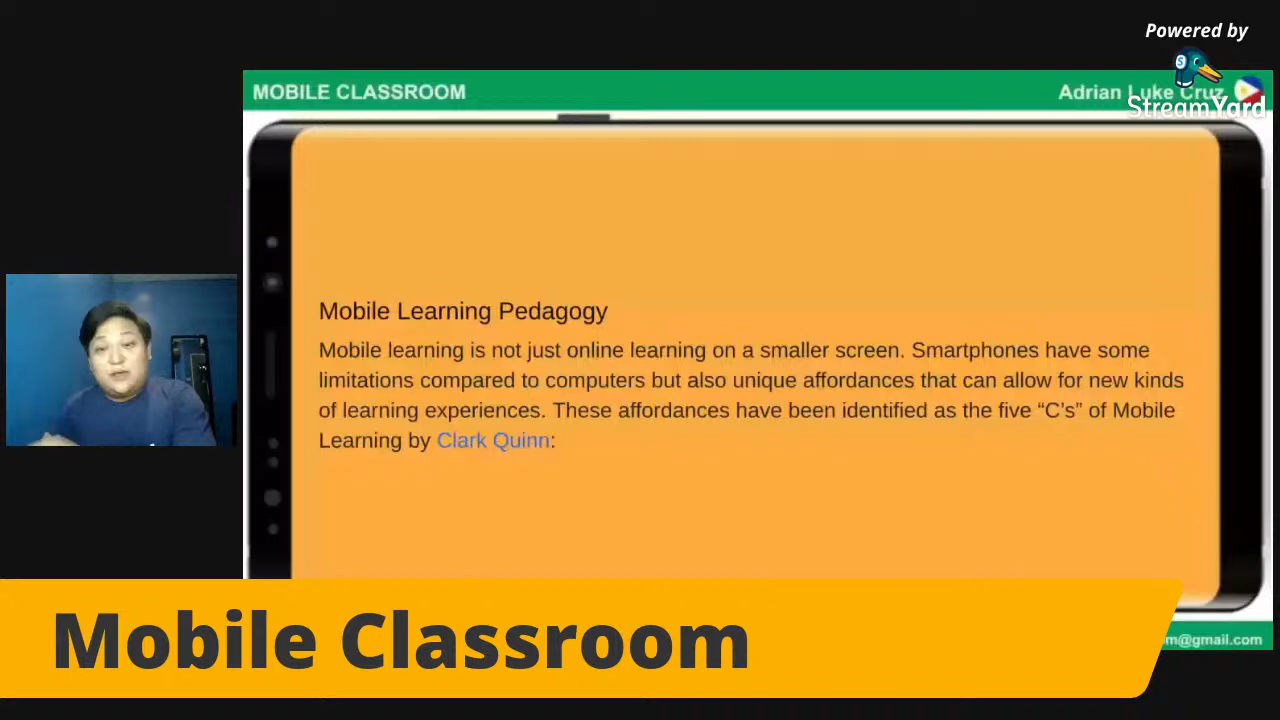 Powered by
StreamYard
MOBILE CLASSROOM
Adrian Luke Cruz
Mobile Learning Pedagogy
Mobile learning is not just online learning on a smaller screen. Smartphones have some
limitations compared to computers but also unique affordances that can allow for new kinds
of learning experiences. These affordances have been identified as the five “C's” of Mobile
Learning by Clark Quinn:
Mobile Classroom
m@gmail.com